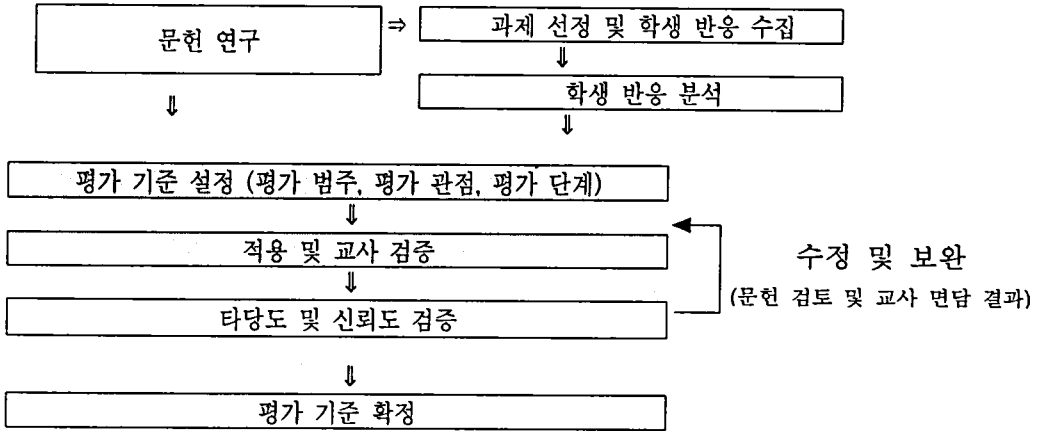 문헌 연구
⇒
과제 선정 및 학생 반응 수집
⇓
학생 반응 분석
⇓
⇓
평가 기준 설정 (평가 범주, 평가 관점, 평가 단계)
⇓
적용 및 교사 검증
⇓
타당도 및 신뢰도 검증
수정 및 보완
(문헌 검토 및 교사 면담 결과)
⇓
평가 기준 확정